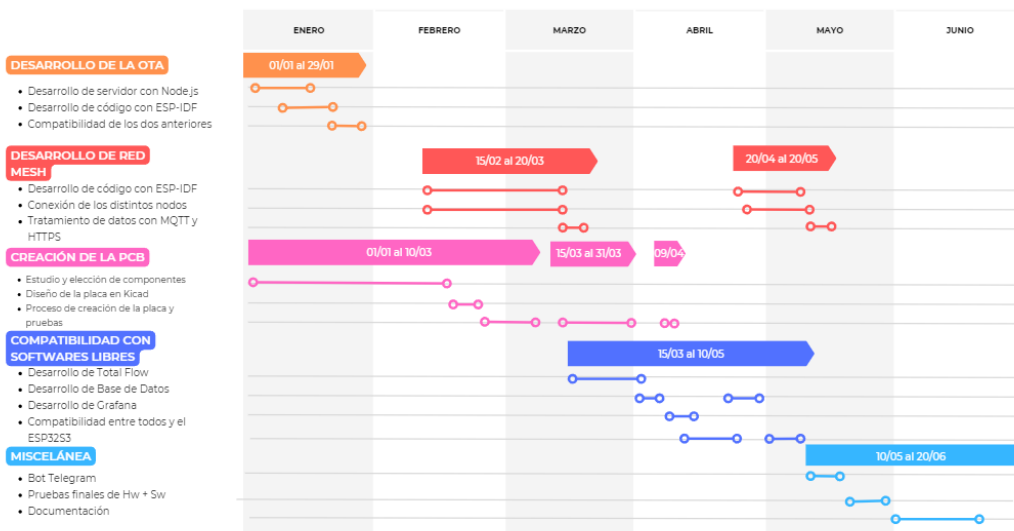 ENERO FEBRERO MARZO ABRIL MAYO JUNIO
DESARROLLO DE LA OTA
01/01 al 29/01
• Desarrollo de servidor con Node.js
• Desarrollo de código con ESP-IDF
• Compatibilidad de los dos anteriores
DESARROLLO DE RED
MESH
15/02 al 20/03
20/04 al 20/05
• Desarrollo de código con ESP-IDF
• Conexión de los distintos nodos
• Tratamiento de datos con MQTT y
HTTPS
CREACIÓN DE LA PCB
01/01 al 10/03
15/03 al 31/03
09/04
• Estudio y elección de componentes
• Diseño de la placa en Kicad
• Proceso de creación de la placa y
pruebas
COMPATIBILIDAD CON
SOFTWARES LIBRES
15/03 al 10/05
• Desarrollo de Total Flow
• Desarrollo de Base de Datos
• Desarrollo de Grafana
• Compatibilidad entre todos y el
ESP32S3
MISCELÁNEA
10/05 al 20/06
• Bot Telegram
• Pruebas finales de Hw + Sw
• Documentación